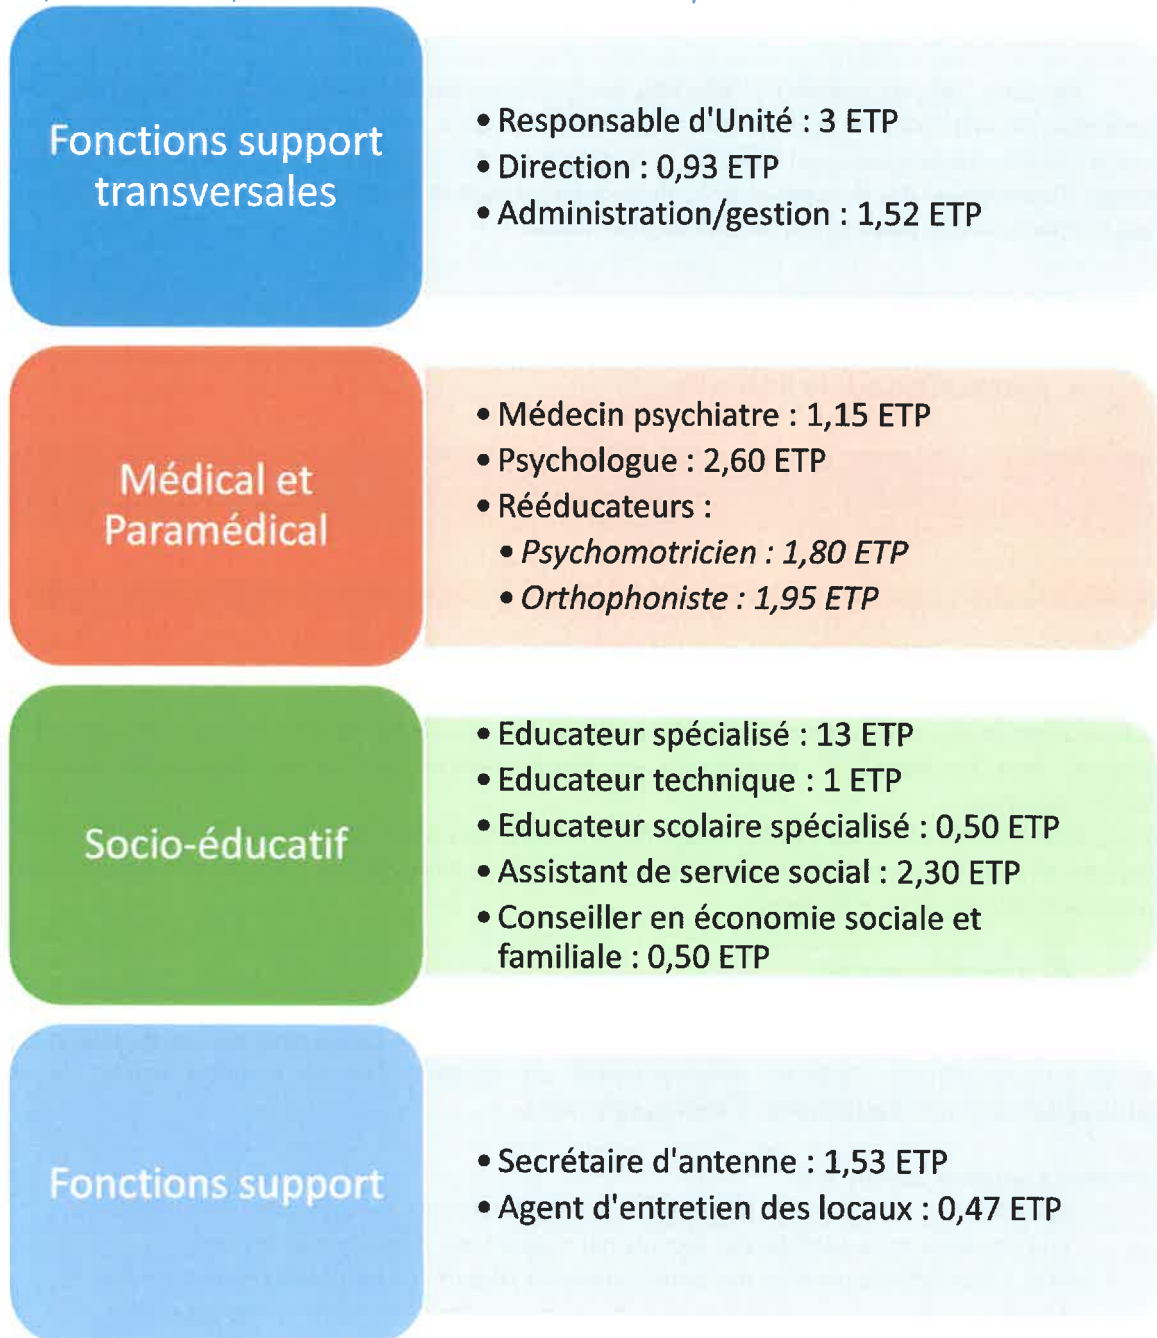 Fonctions support
transversales
• Responsable d'Unité : 3 ETP
• Direction : 0,93 ETP
• Administration/gestion : 1,52 ETP
Médical et
Paramédical
• Médecin psychiatre : 1,15 ETP
• Psychologue : 2,60 ETP
• Rééducateurs :
• Psychomotricien : 1,80 ETP
• Orthophoniste : 1,95 ETP
Socio-éducatif
• Educateur spécialisé : 13 ETP
• Educateur technique : 1 ETP
• Educateur scolaire spécialisé : 0,50 ETP
• Assistant de service social : 2,30 ETP
• Conseiller en économie sociale et
familiale : 0,50 ETP
Fonctions support
• Secrétaire d'antenne : 1,53 ETP
• Agent d'entretien des locaux : 0,47 ETP